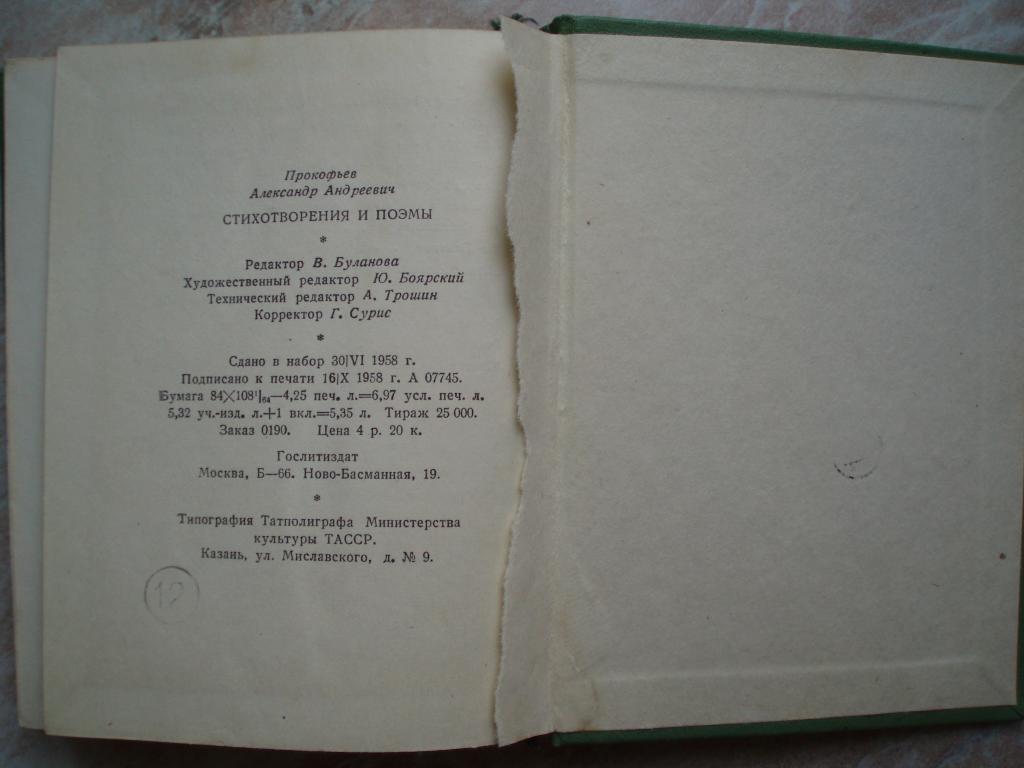 Прокофьев
Александр Андреевич
СТИХОТВОРЕНИЯ И ПОЭМЫ
*
Редактор В. Буланова
Художественный редактор Ю. Боярский
Технический редактор А. Трошин
Корректор Г. Сурис
*
Сдано в набор 30|VI 1958 г.
Подписано к печати 16|X 1958 г. А 07745.
Бумага 84×108¹|₆₄—4,25 печ. л.=6,97 усл. печ. л.
5,32 уч.-изд. л.+1 вкл.=5,35 л. Тираж 25 000.
Заказ 0190. Цена 4 р. 20 к.
Гослитиздат
Москва, Б—66. Ново-Басманная, 19.
*
Типография Татполиграфа Министерства
культуры ТАССР.
Казань, ул. Миславского, д. № 9.
12